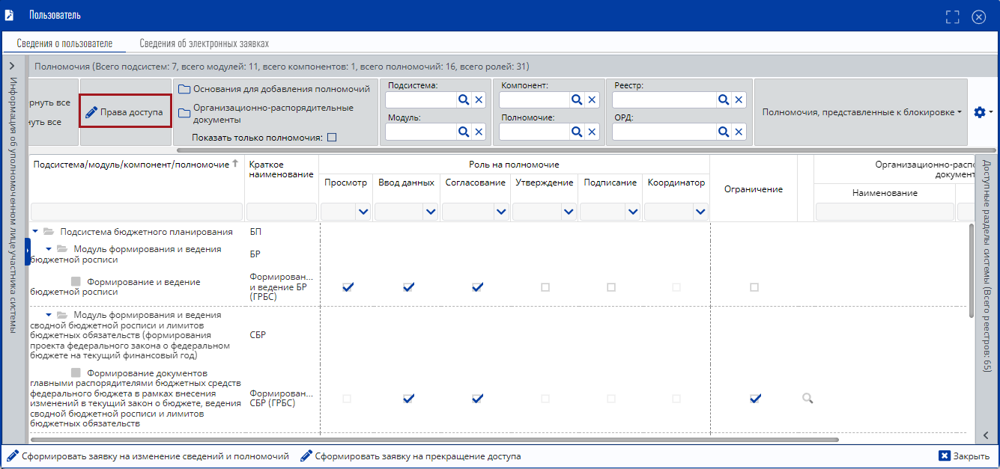 Пользователь
Сведения о пользователе
Сведения об электронных заявках
Информация об уполномоченном лице участника системы
Полномочия (Всего подсистем: 7, всего модулей: 11, всего компонентов: 1, всего полномочий: 16, всего ролей: 31)
рнуть все
нуть все
Права доступа
Основания для добавления полномочий
Организационно-распорядительные
документы
Показать только полномочия:
Подсистема:
Модуль:
Компонент:
Полномочие:
Реестр:
ОРД:
Полномочия, представленные к блокировке
Подсистема/модуль/компонент/полномочие
Краткое
наименование
Роль на полномочие
Просмотр
Ввод данных
Согласование
Утверждение
Подписание
Координатор
Ограничение
Организационно-распо
документ
Наименование
Подсистема бюджетного планирования
БП
Модуль формирования и ведения
бюджетной росписи
БР
Формирование и ведение
бюджетной росписи
Формирован...
и ведение БР
(ГРБС)
Модуль формирования и ведения
сводной бюджетной росписи и лимитов
бюджетных обязательств (формирования
проекта федерального закона о федеральном
бюджете на текущий финансовый год)
СБР
Формирование документов
главными распорядителями бюджетных средств
федерального бюджета в рамках внесения
изменений в текущий закон о бюджете, ведения
сводной бюджетной росписи и лимитов
бюджетных обязательств
Формирован...
СБР (ГРБС)
Доступные разделы системы (Всего реестров: 65)
Сформировать заявку на изменение сведений и полномочий
Сформировать заявку на прекращение доступа
Закрыть